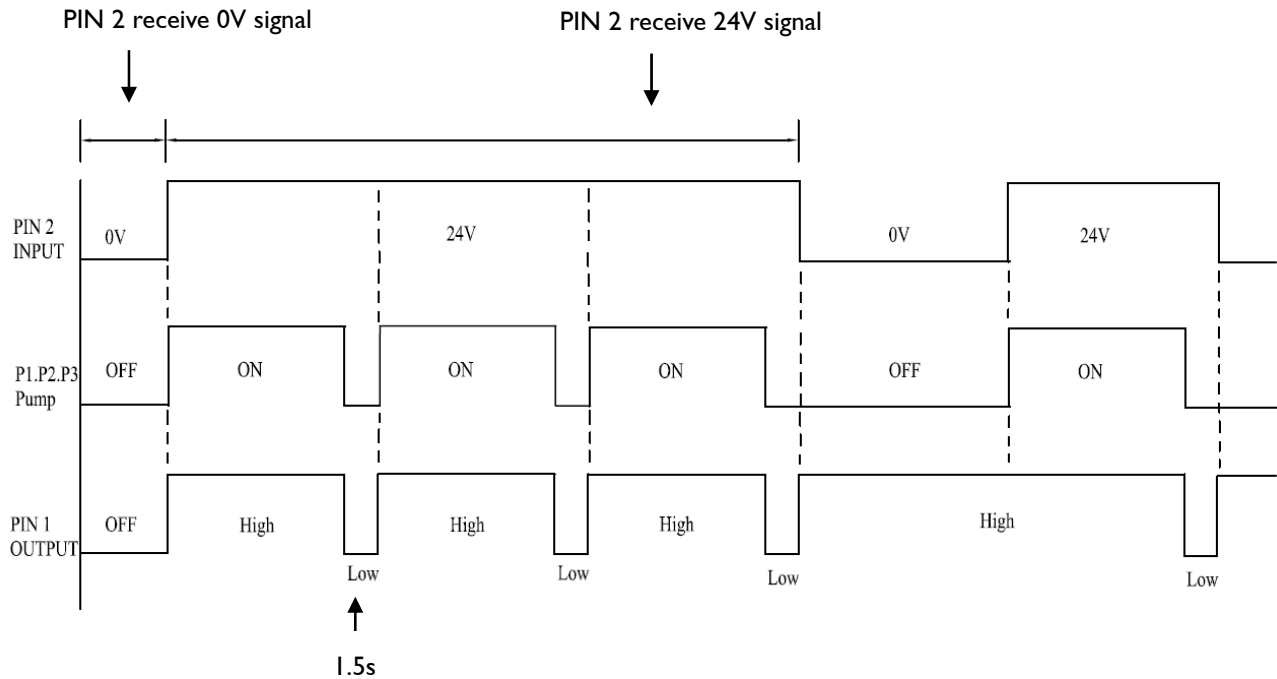 PIN 2 receive 0V signal
PIN 2 receive 24V signal
PIN 2
INPUT
0V
24V
0V
24V
P1.P2.P3
Pump
OFF
ON
ON
ON
OFF
ON
PIN 1
OUTPUT
OFF
High
High
High
High
Low
Low
Low
Low
1.5s